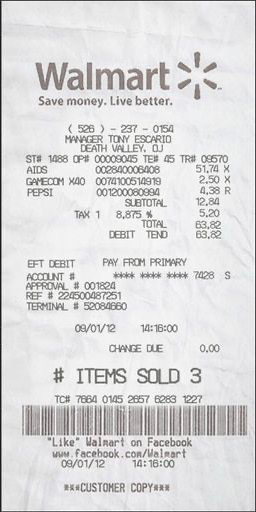 Walmart
Save money. Live better.
( 526 ) - 237 - 0154
MANAGER TONY ESCARIO
DEATH VALLEY, OJ
ST# 1488 OP# 00009045 TE# 45 TR# 09570
AIDS 002840006408 51.74 X
GAMECOM X40 0074100514919 2.50 X
PEPSI 001200080994 4.38 R
SUBTOTAL 12.84
TAX 1 8,875 % 5.20
TOTAL 63.82
DEBIT TEND 63.82
EFT DEBIT PAY FROM PRIMARY
ACCOUNT # **** **** **** 7428 S
APPROVAL # 001824
REF # 224500487251
TERMINAL # 52084660
09/01/12 14:16:00
CHANGE DUE 0.00
# ITEMS SOLD 3
TC# 7664 0145 2657 6283 1227
"Like" Walmart on Facebook
www.facebook.com/Walmart
09/01/12 14:16:00
***CUSTOMER COPY***